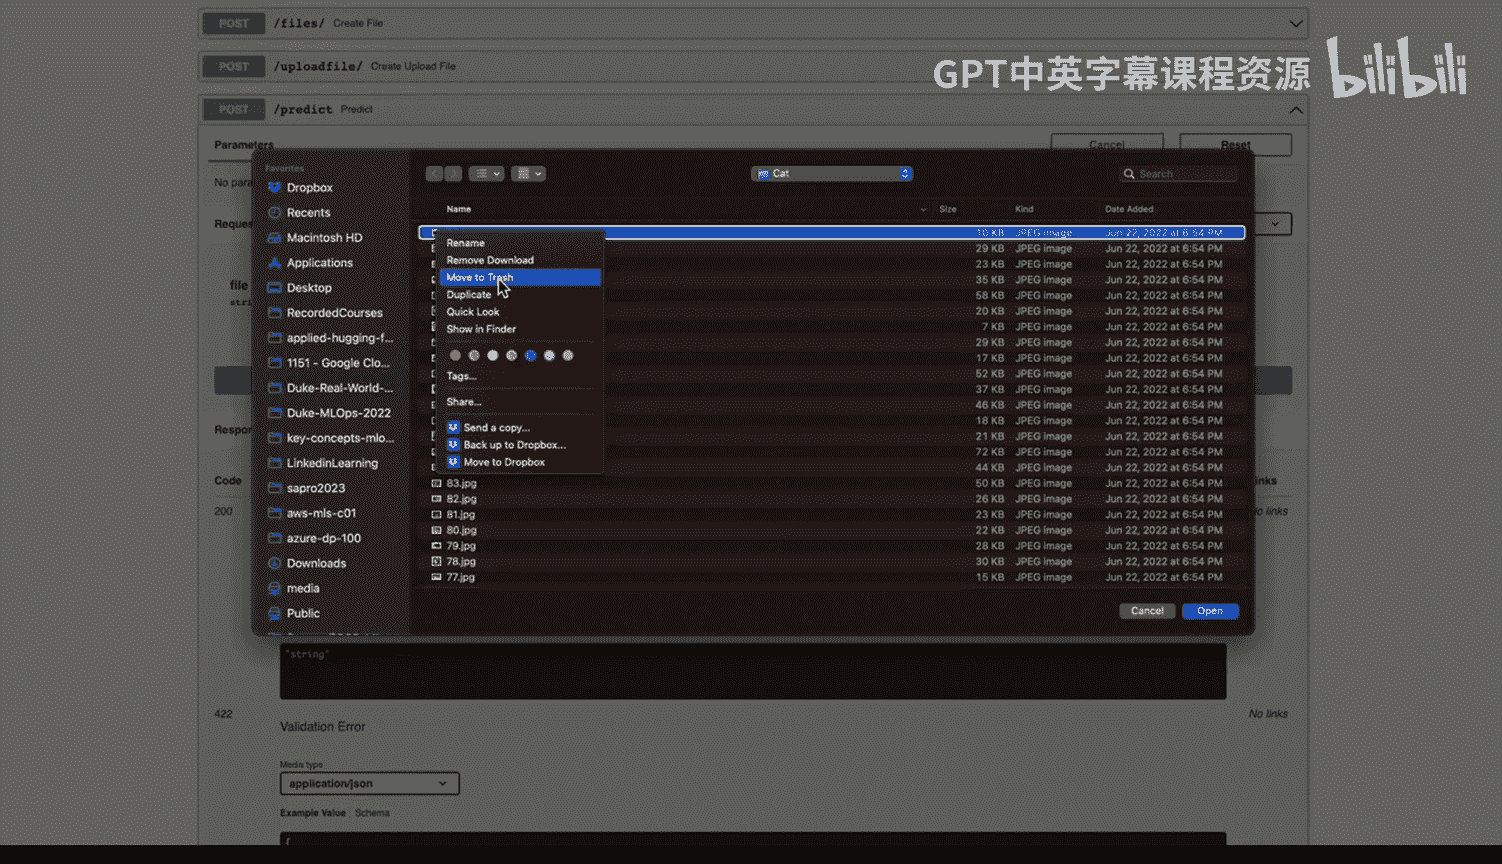 POST /files/ Create File
POST /uploadfile/ Create Upload File
GPT中英字幕课程资源 bilibili
POST /predict Predict
Parameters Cancel Reset
No para
Reques
file
stri
Respon
Code
200
inks
o links
Favorites
Dropbox
Recents
Macintosh HD
Applications
Desktop
RecordedCourses
applied-hugging-f...
1151 - Google Clo...
Duke-Real-World-...
Duke-MLOps-2022
key-concepts-mlo...
LinkedinLearning
sapro2023
aws-mls-c01
azure-dp-100
Downloads
media
Public
Cat
Search
Name Size Kind Date Added
10 KB JPEG image Jun 22, 2022 at 6:54 PM
29 KB JPEG image Jun 22, 2022 at 6:54 PM
23 KB JPEG image Jun 22, 2022 at 6:54 PM
35 KB JPEG image Jun 22, 2022 at 6:54 PM
58 KB JPEG image Jun 22, 2022 at 6:54 PM
20 KB JPEG image Jun 22, 2022 at 6:54 PM
7 KB JPEG image Jun 22, 2022 at 6:54 PM
29 KB JPEG image Jun 22, 2022 at 6:54 PM
17 KB JPEG image Jun 22, 2022 at 6:54 PM
52 KB JPEG image Jun 22, 2022 at 6:54 PM
37 KB JPEG image Jun 22, 2022 at 6:54 PM
46 KB JPEG image Jun 22, 2022 at 6:54 PM
18 KB JPEG image Jun 22, 2022 at 6:54 PM
21 KB JPEG image Jun 22, 2022 at 6:54 PM
72 KB JPEG image Jun 22, 2022 at 6:54 PM
44 KB JPEG image Jun 22, 2022 at 6:54 PM
83.jpg 50 KB JPEG image Jun 22, 2022 at 6:54 PM
82.jpg 26 KB JPEG image Jun 22, 2022 at 6:54 PM
81.jpg 23 KB JPEG image Jun 22, 2022 at 6:54 PM
80.jpg 22 KB JPEG image Jun 22, 2022 at 6:54 PM
79.jpg 28 KB JPEG image Jun 22, 2022 at 6:54 PM
78.jpg 30 KB JPEG image Jun 22, 2022 at 6:54 PM
77.jpg 15 KB JPEG image Jun 22, 2022 at 6:54 PM
Rename
Remove Download
Move to Trash
Duplicate
Quick Look
Show in Finder
Tags...
Share...
Send a copy...
Back up to Dropbox...
Move to Dropbox
Cancel Open
"string"
422 No links
Validation Error
Media type
application/json
Example Value Schema
{